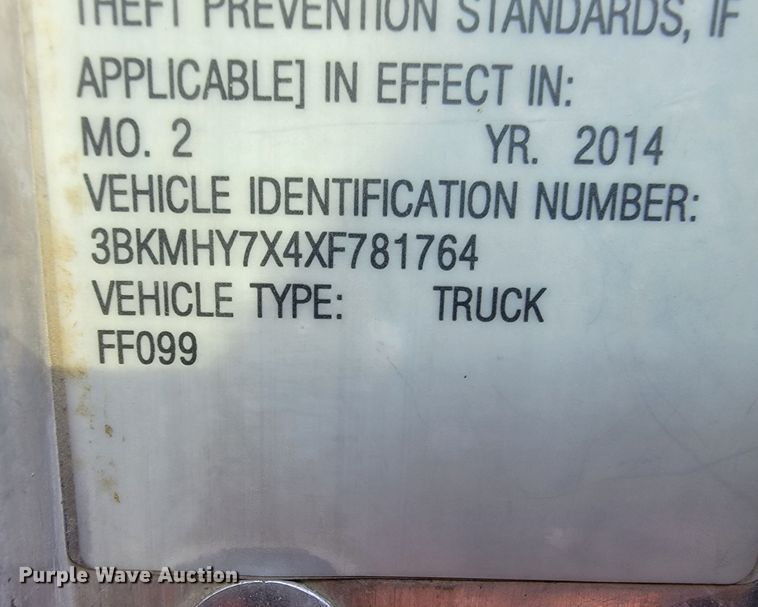 THEFT PREVENTION STANDARDS, IF
APPLICABLE] IN EFFECT IN:
MO. 2 YR. 2014
VEHICLE IDENTIFICATION NUMBER:
3BKMHY7X4XF781764
VEHICLE TYPE: TRUCK
FF099
Purple Wave Auction